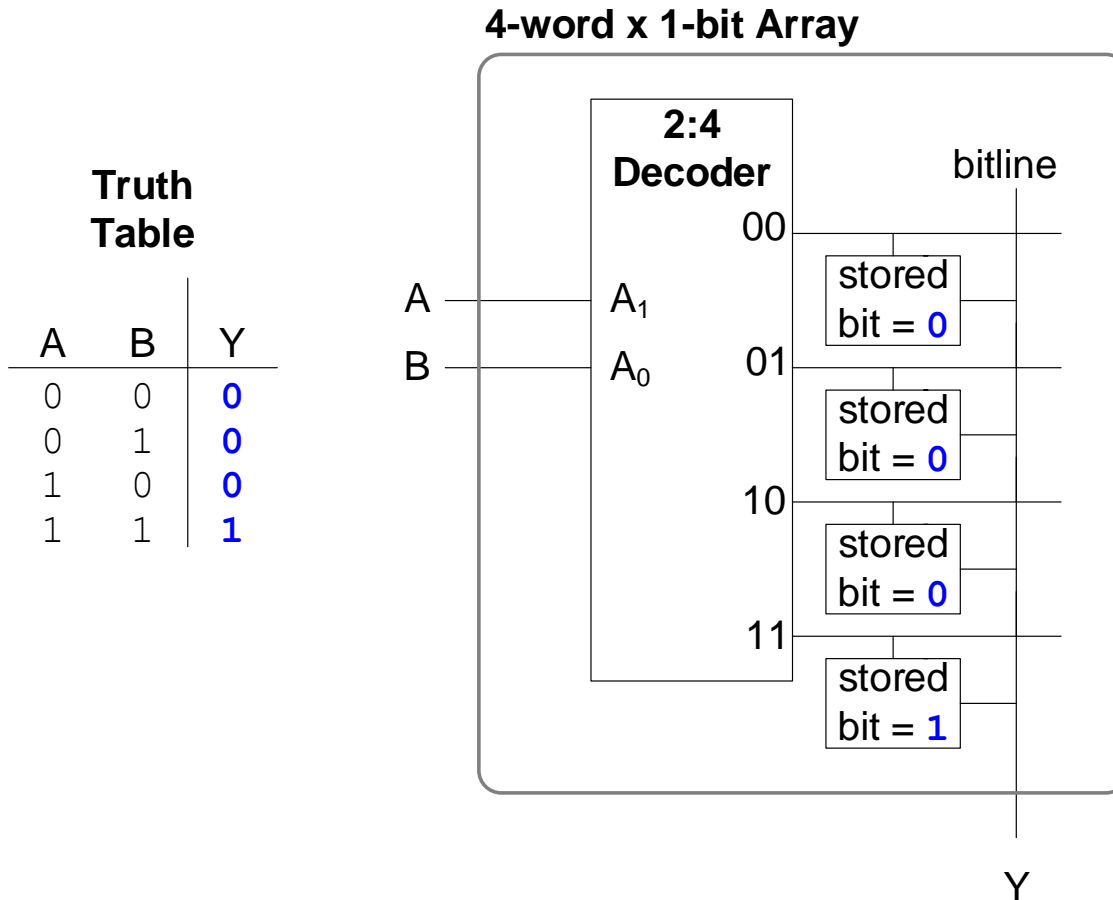 4-word x 1-bit Array
Truth
Table
A B Y
0 0 0
0 1 0
1 0 0
1 1 1
2:4
Decoder
bitline
00
stored
bit = 0
A A₁
01
B A₀
stored
bit = 0
10
stored
bit = 0
11
stored
bit = 1
Y